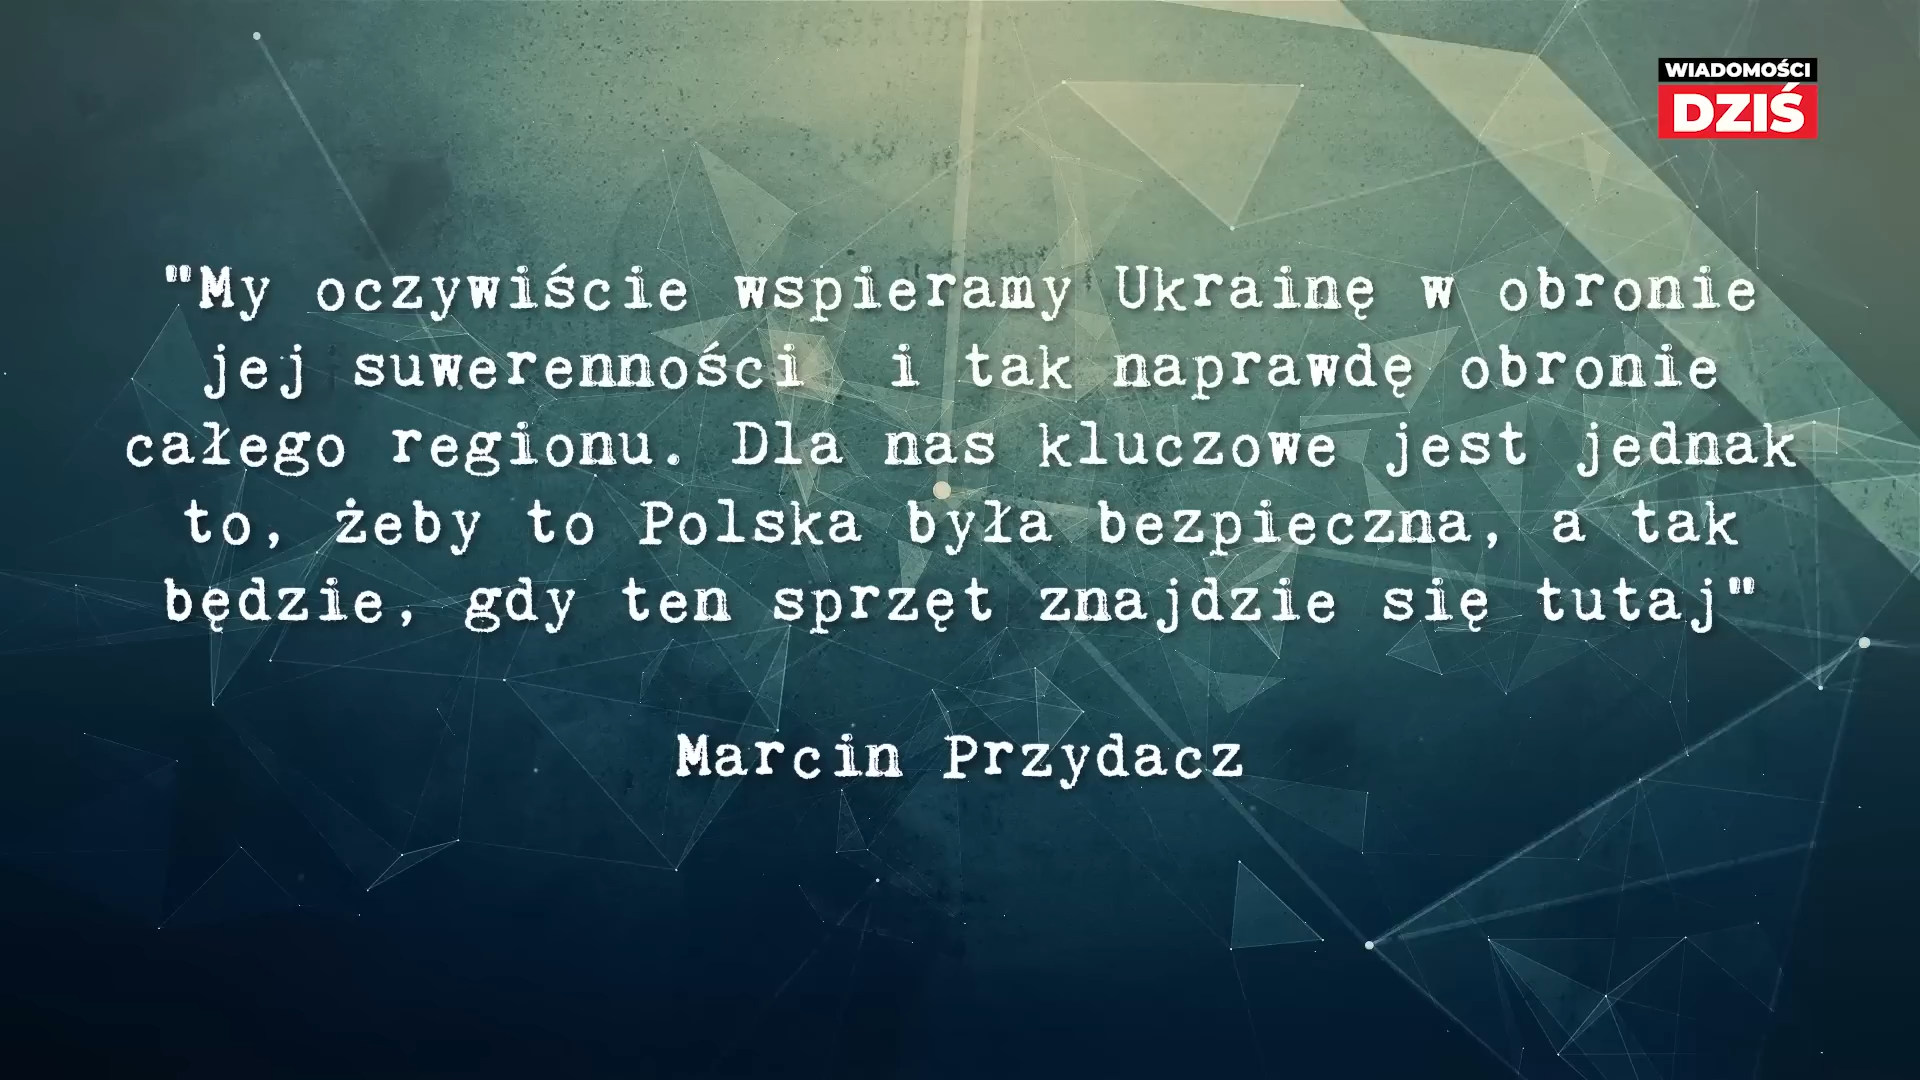 WIADOMOŚCI
DZIŚ
"My oczywiście wspieramy Ukrainę w obronie
jej suwerenności i tak naprawdę obronie
całego regionu. Dla nas kluczowe jest jednak
to, żeby to Polska była bezpieczna, a tak
będzie, gdy ten sprzęt znajdzie się tutaj"
Marcin Przydacz